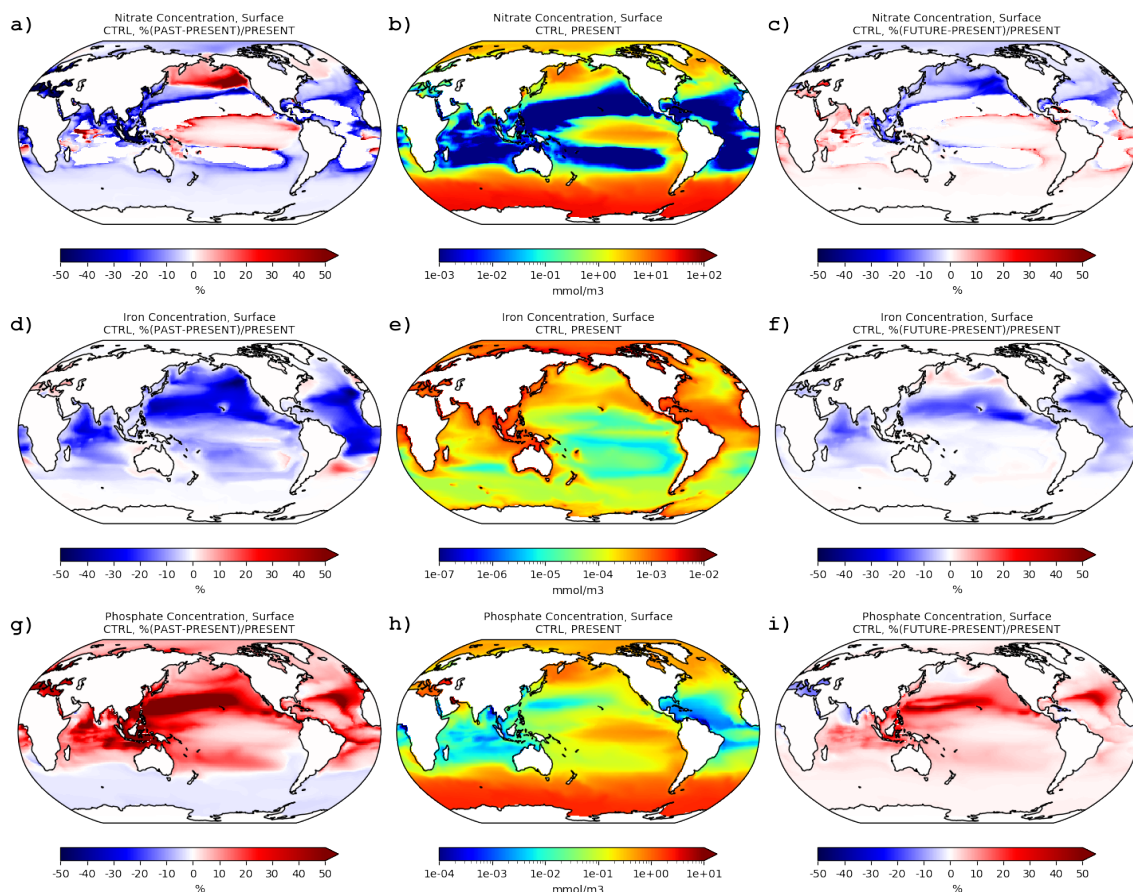 a)
Nitrate Concentration, Surface
CTRL, %(PAST-PRESENT)/PRESENT
-50 -40 -30 -20 -10 0 10 20 30 40 50
%
b)
Nitrate Concentration, Surface
CTRL, PRESENT
1e-03 1e-02 1e-01 1e+00 1e+01 1e+02
mmol/m3
c)
Nitrate Concentration, Surface
CTRL, %(FUTURE-PRESENT)/PRESENT
-50 -40 -30 -20 -10 0 10 20 30 40 50
%
d)
Iron Concentration, Surface
CTRL, %(PAST-PRESENT)/PRESENT
-50 -40 -30 -20 -10 0 10 20 30 40 50
%
e)
Iron Concentration, Surface
CTRL, PRESENT
1e-07 1e-06 1e-05 1e-04 1e-03 1e-02
mmol/m3
f)
Iron Concentration, Surface
CTRL, %(FUTURE-PRESENT)/PRESENT
-50 -40 -30 -20 -10 0 10 20 30 40 50
%
g)
Phosphate Concentration, Surface
CTRL, %(PAST-PRESENT)/PRESENT
-50 -40 -30 -20 -10 0 10 20 30 40 50
%
h)
Phosphate Concentration, Surface
CTRL, PRESENT
1e-04 1e-03 1e-02 1e-01 1e+00 1e+01
mmol/m3
i)
Phosphate Concentration, Surface
CTRL, %(FUTURE-PRESENT)/PRESENT
-50 -40 -30 -20 -10 0 10 20 30 40 50
%